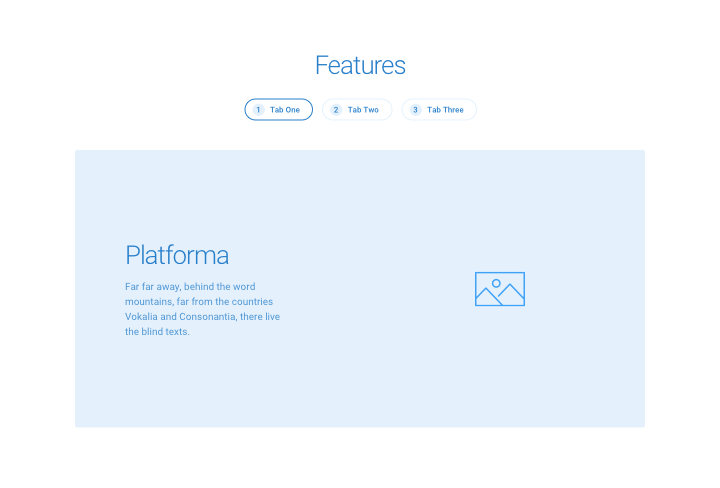 Features
1 Tab One
2 Tab Two
3 Tab Three
Platforma
Far far away, behind the word
mountains, far from the countries
Vokalia and Consonantia, there live
the blind texts.